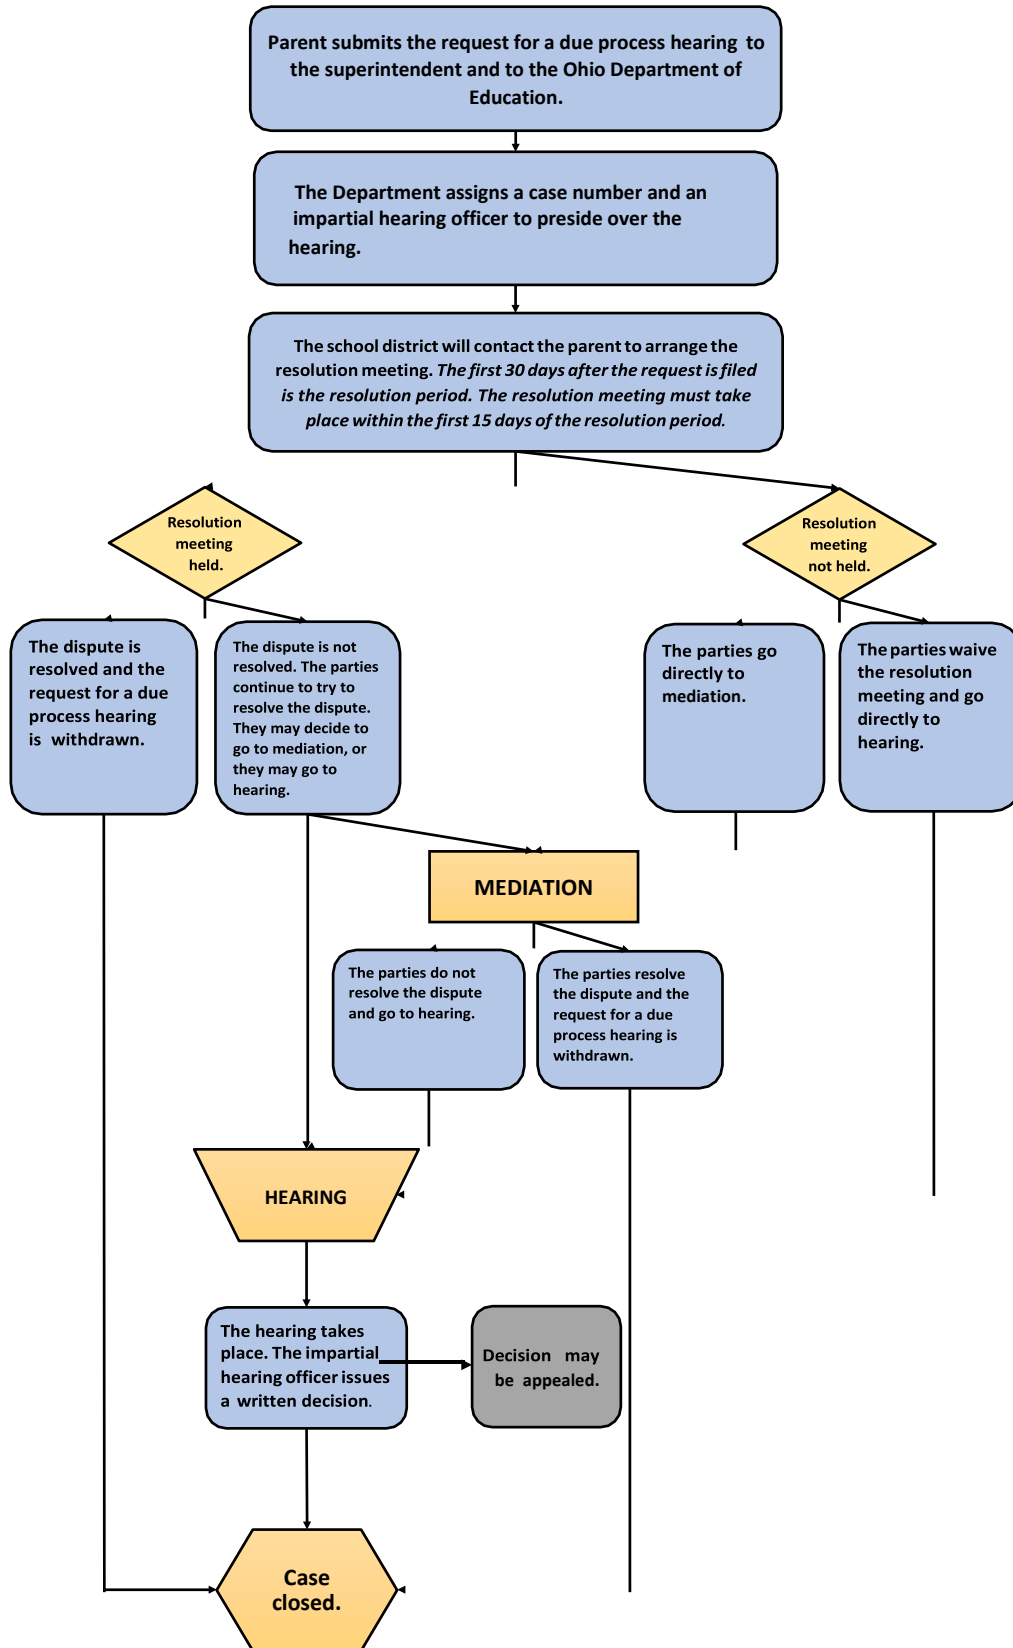 Parent submits the request for a due process hearing to
the superintendent and to the Ohio Department of
Education.
The Department assigns a case number and an
impartial hearing officer to preside over the
hearing.
The school district will contact the parent to arrange the
resolution meeting. The first 30 days after the request is filed
is the resolution period. The resolution meeting must take
place within the first 15 days of the resolution period.
Resolution
meeting
held.
Resolution
meeting
not held.
The dispute is
resolved and the
request for a due
process hearing
is withdrawn.
The dispute is not
resolved. The parties
continue to try to
resolve the dispute.
They may decide to
go to mediation, or
they may go to
hearing.
The parties go
directly to
mediation.
The parties waive
the resolution
meeting and go
directly to
hearing.
MEDIATION
The parties do not
resolve the dispute
and go to hearing.
The parties resolve
the dispute and the
request for a due
process hearing is
withdrawn.
HEARING
The hearing takes
place. The impartial
hearing officer issues
a written decision.
Decision may
be appealed.
Case
closed.